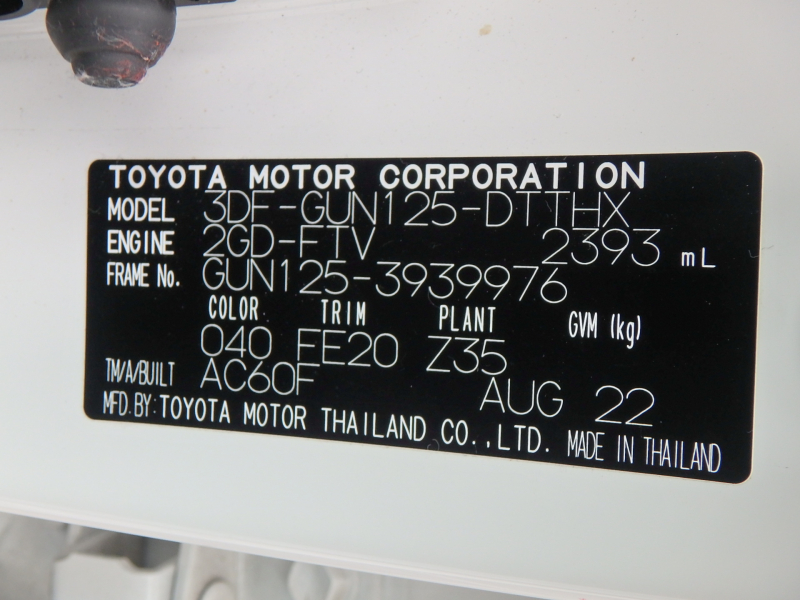 TOYOTA MOTOR CORPORATION
MODEL 3DF-GUN125-DTTHX
ENGINE 2GD-FTV 2393 mL
FRAME No. GUN125-3939976
COLOR TRIM PLANT GVM (kg)
040 FE20 Z35
TM/A/BUILT AC60F AUG 22
MFD.BY:TOYOTA MOTOR THAILAND CO.,LTD. MADE IN THAILAND